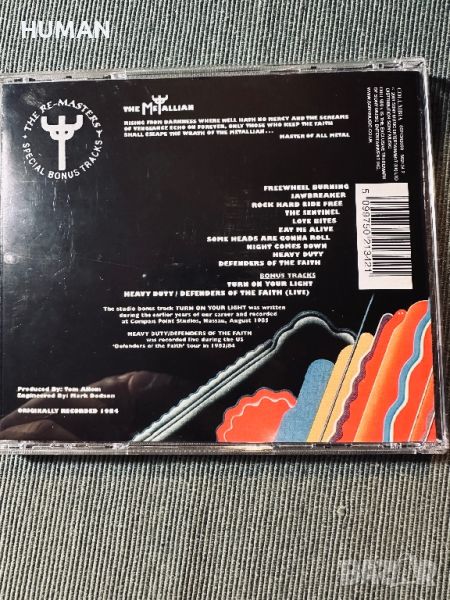 HUMAN
THE RE-MASTERS
SPECIAL BONUS TRACKS
THE METALLIAN
RISING FROM DARKNESS WHERE HELL HATH NO MERCY AND THE SCREAMS
OF VENGEANCE ECHO ON FOREVER, ONLY THOSE WHO KEEP THE FAITH
SHALL ESCAPE THE WRATH OF THE METALLIAN...
MASTER OF ALL METAL
COLUMBIA
FREEWHEEL BURNING
JAWBREAKER
ROCK HARD RIDE FREE
THE SENTINEL
LOVE BITES
EAT ME ALIVE
SOME HEADS ARE GONNA ROLL
NIGHT COMES DOWN
HEAVY DUTY
DEFENDERS OF THE FAITH
BONUS TRACKS
TURN ON YOUR LIGHT
HEAVY DUTY / DEFENDERS OF THE FAITH (LIVE)
5 099750 213421
The studio bonus track TURN ON YOUR LIGHT was written
during the earlier years of our career and recorded
at Compass Point Studios, Nassau, August 1985
HEAVY DUTY/DEFENDERS OF THE FAITH
was recorded live during the US
'Defenders of the Faith' tour in 1983/84
Produced By: Tom Allom
Engineered By: Mark Dodson
ORIGINALLY RECORDED 1984
BAZAR